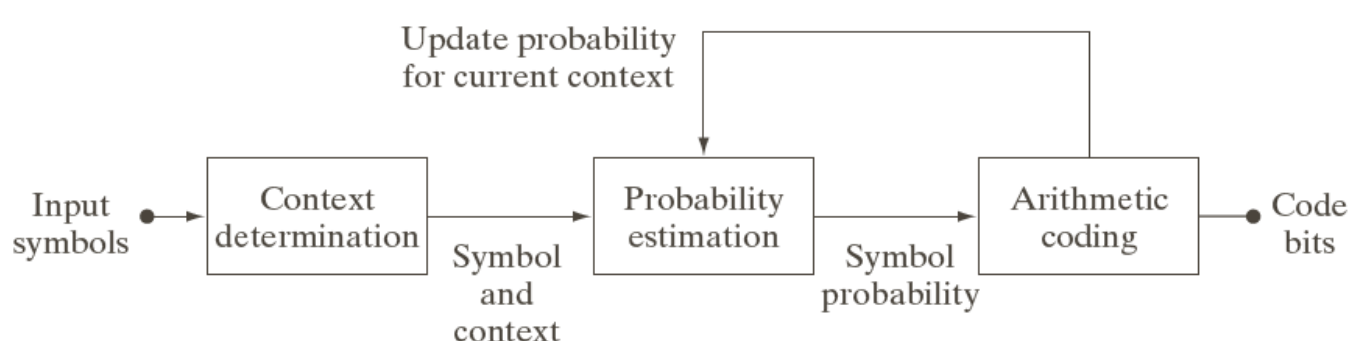 Update probability
for current context
Input
symbols
Context
determination
Symbol
and
context
Probability
estimation
Symbol
probability
Arithmetic
coding
Code
bits